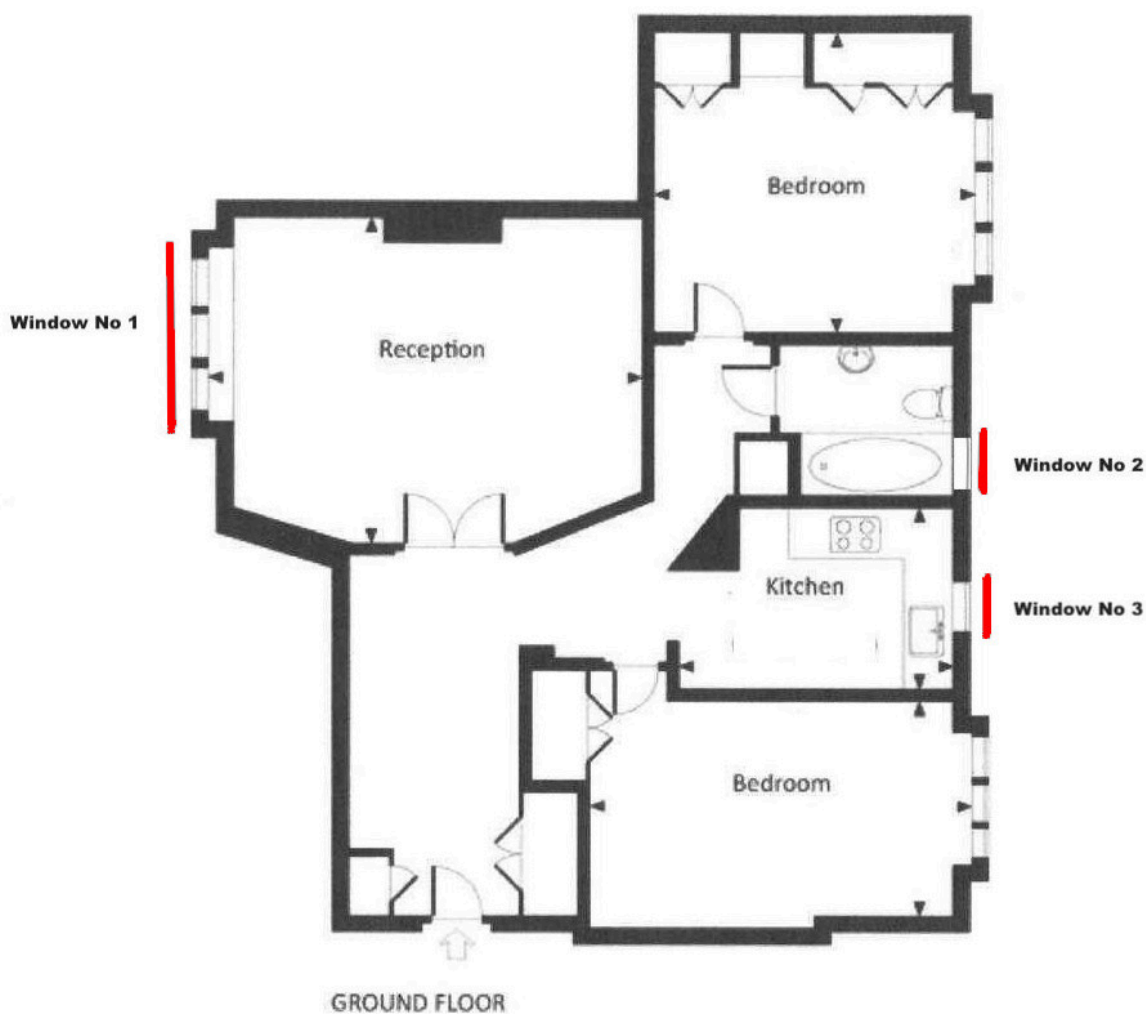 Bedroom
Window No 1
Reception
Window No 2
Kitchen
Window No 3
Bedroom
GROUND FLOOR